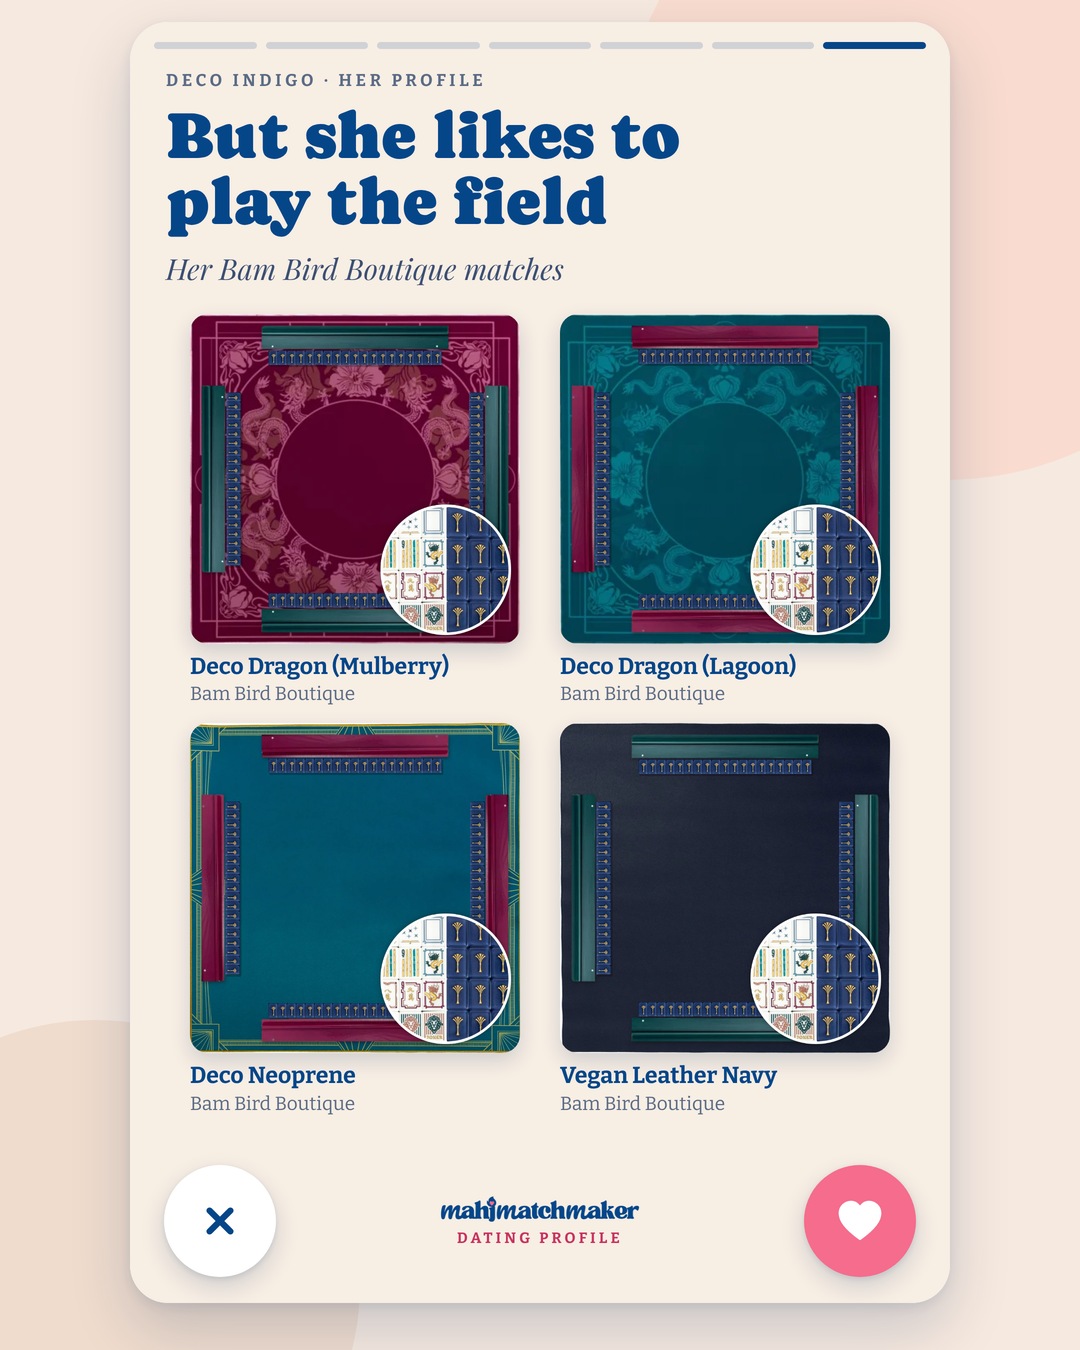 DECO INDIGO · HER PROFILE
But she likes to
play the field
Her Bam Bird Boutique matches
Deco Dragon (Mulberry)
Bam Bird Boutique
Deco Dragon (Lagoon)
Bam Bird Boutique
Deco Neoprene
Bam Bird Boutique
Vegan Leather Navy
Bam Bird Boutique
mahjmatchmaker
DATING PROFILE